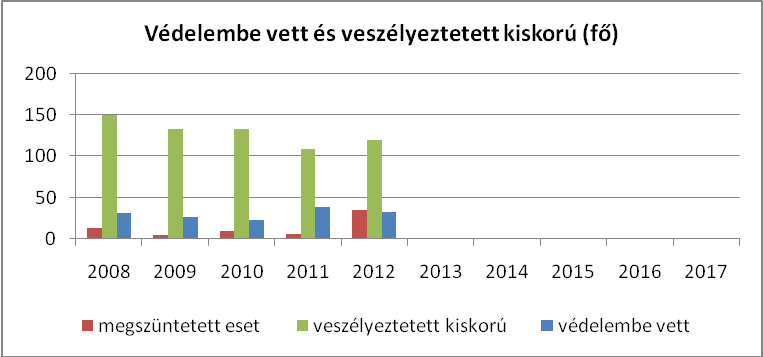 Védelembe vett és veszélyeztetett kiskorú (fő)
200
150
100
50
0
2008 2009 2010 2011 2012 2013 2014 2015 2016 2017
megszüntetett eset veszélyeztetett kiskorú védelembe vett